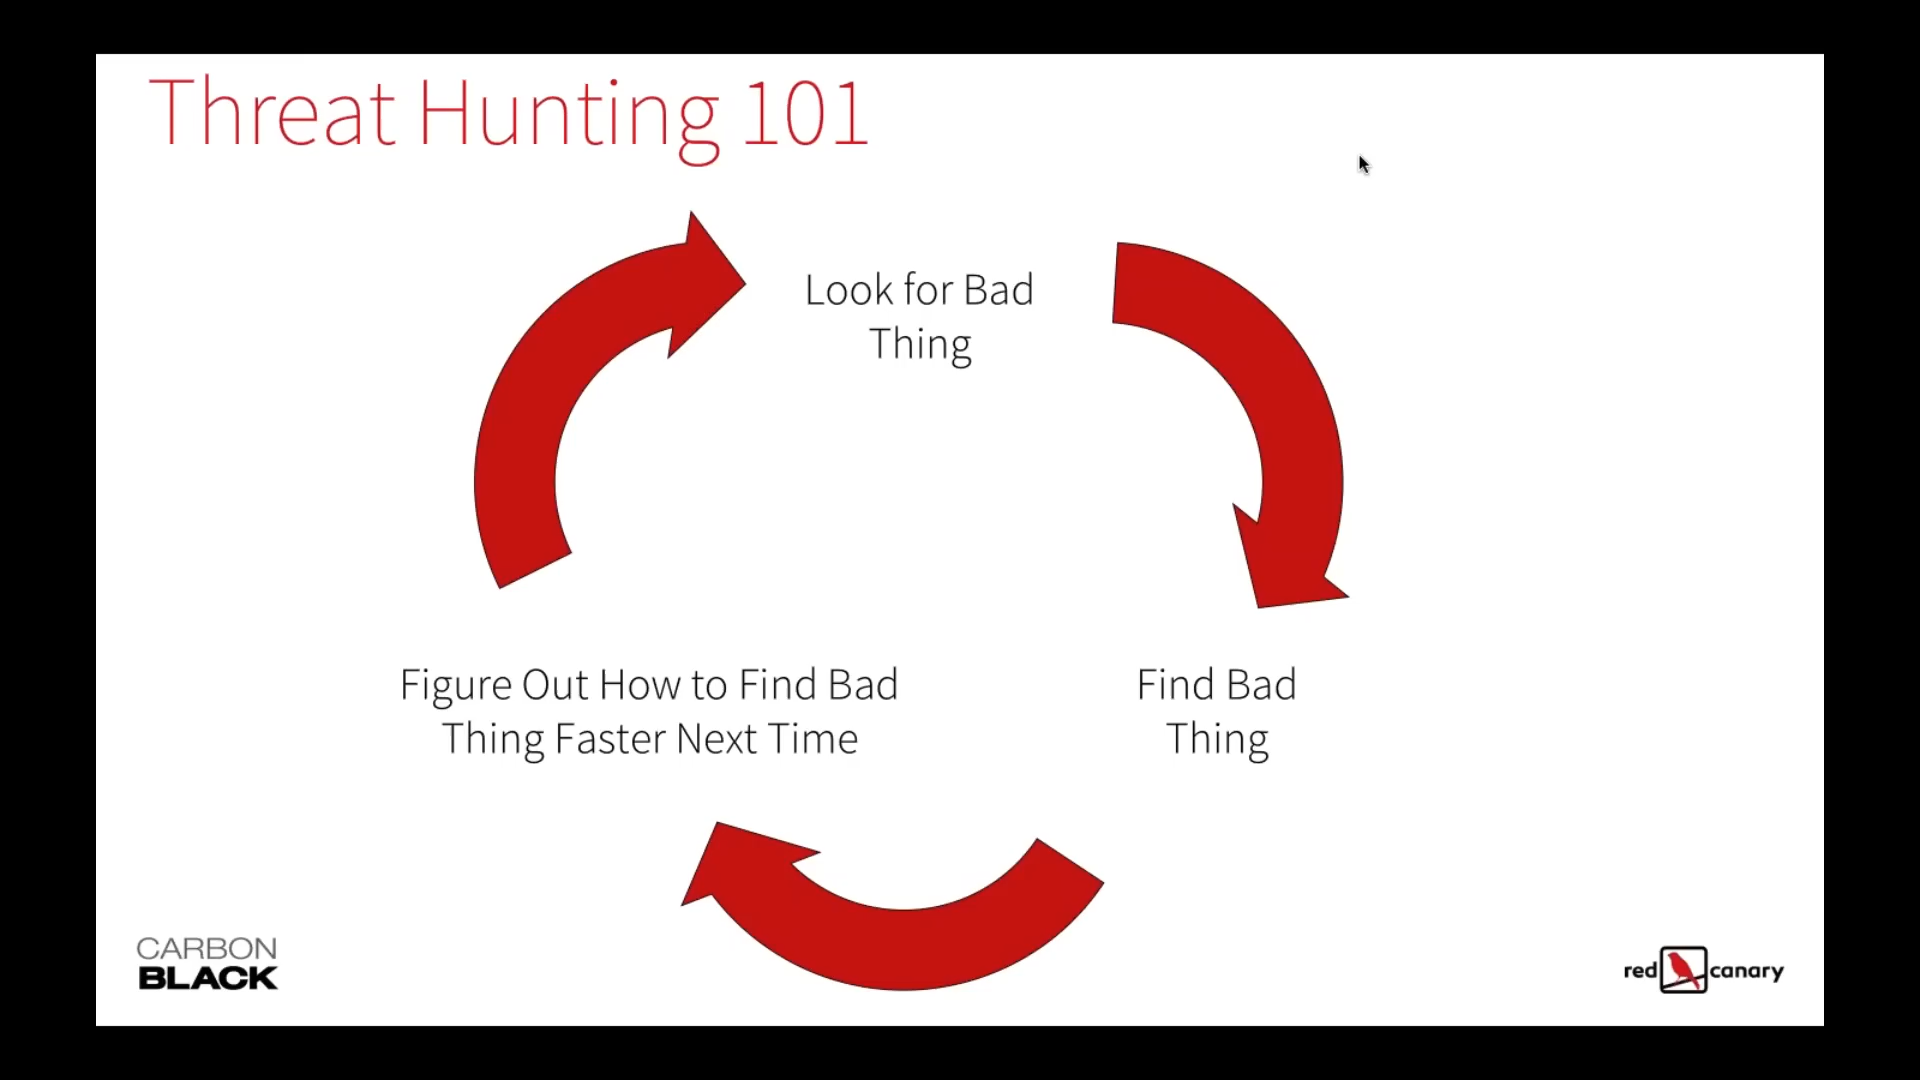 Threat Hunting 101
Look for Bad
Thing
Figure Out How to Find Bad
Thing Faster Next Time
Find Bad
Thing
CARBON
BLACK
red canary